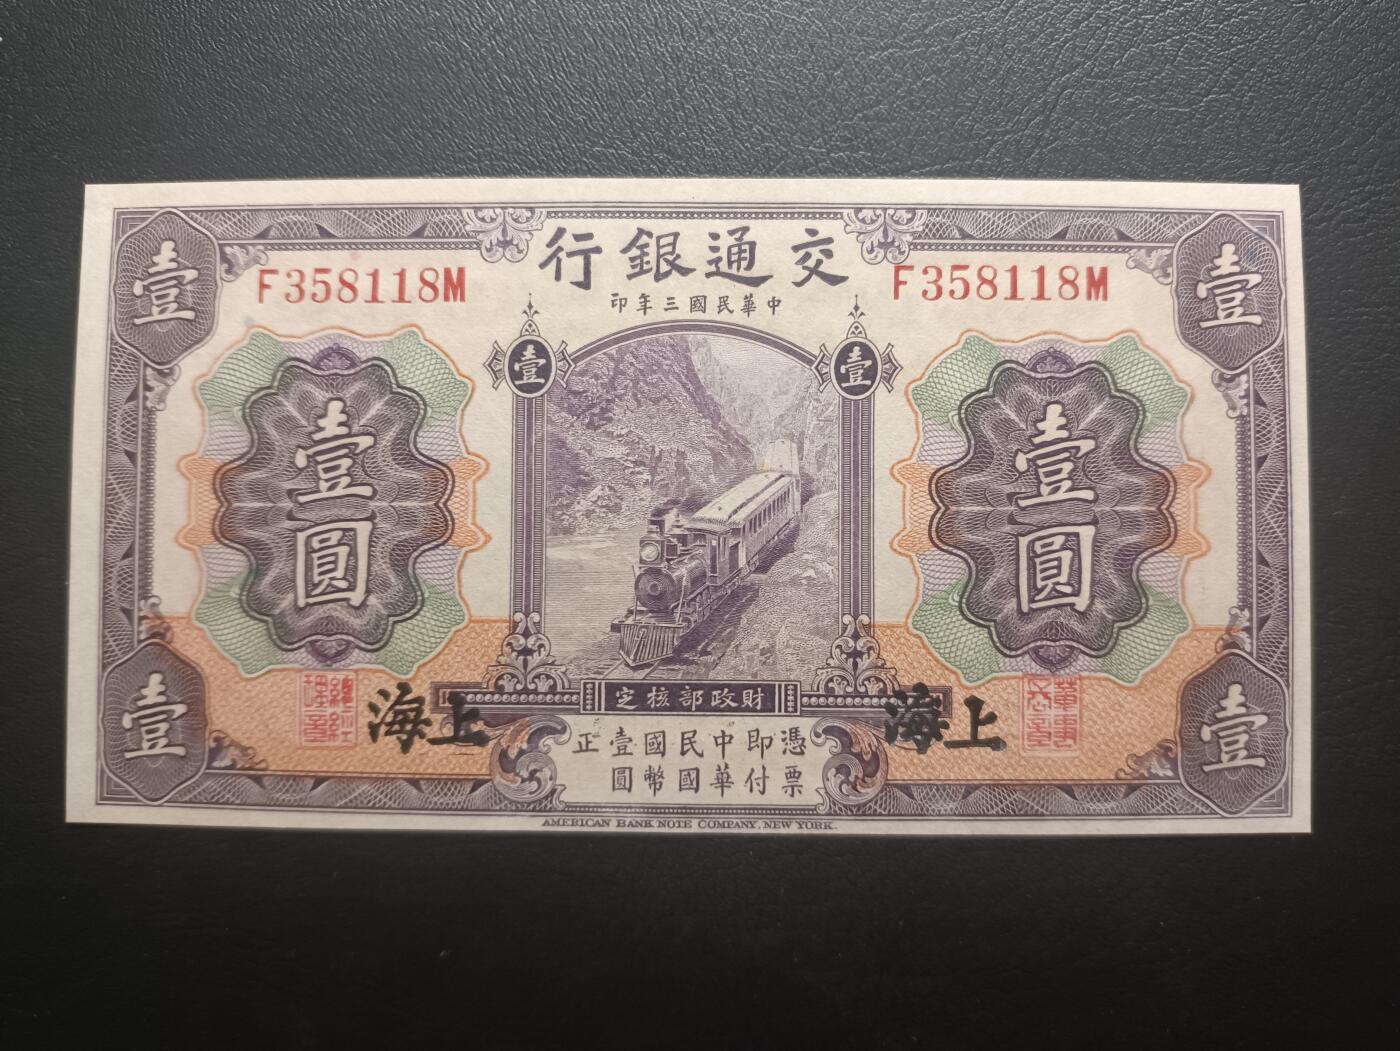 交通銀行
中華民國三年印
F358118M
F358118M
壹
壹
壹
壹
壹圓
壹圓
財政部核定
上海
上海
憑票即付中華民國國幣壹圓正
壹
壹
AMERICAN BANK NOTE COMPANY, NEW YORK.